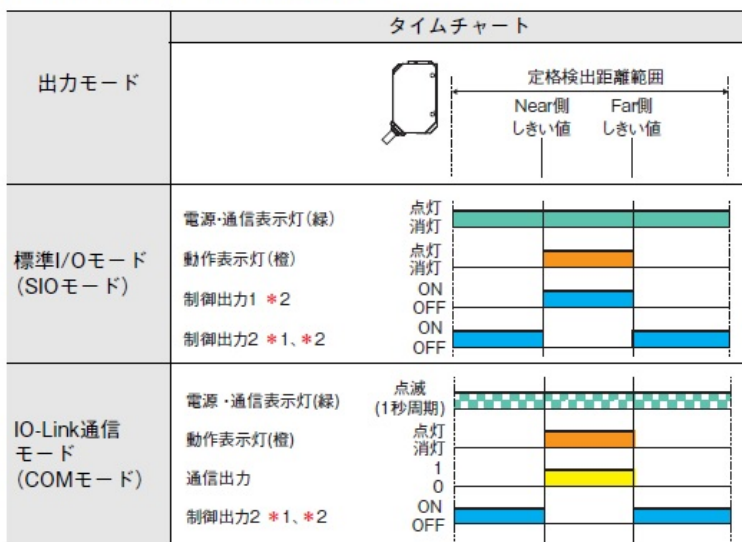 タイムチャート
出力モード
定格検出距離範囲
Near側
しきい値
Far側
しきい値
標準I/Oモード
(SIOモード)
電源・通信表示灯(緑)
点灯
消灯
動作表示灯(橙)
点灯
消灯
制御出力1 *2
ON
OFF
制御出力2 *1、*2
ON
OFF
IO-Link通信
モード
(COMモード)
電源・通信表示灯(緑)
点滅
(1秒周期)
動作表示灯(橙)
点灯
消灯
通信出力
1
0
制御出力2 *1、*2
ON
OFF